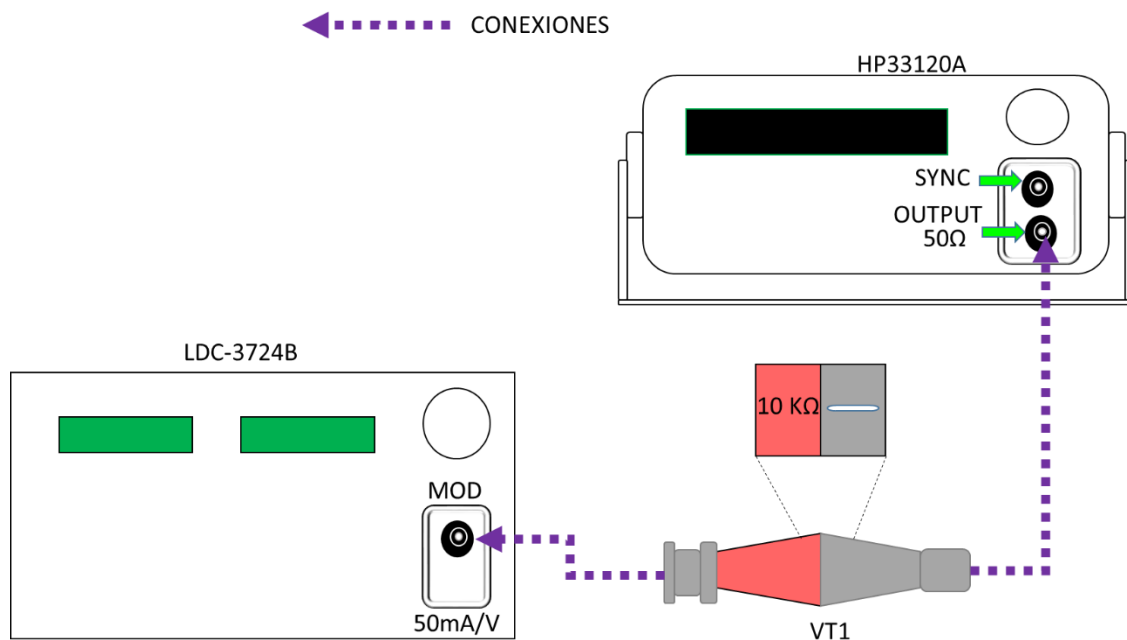 CONEXIONES
HP33120A
SYNC
OUTPUT
50Ω
LDC-3724B
MOD
50mA/V
10 KΩ
VT1